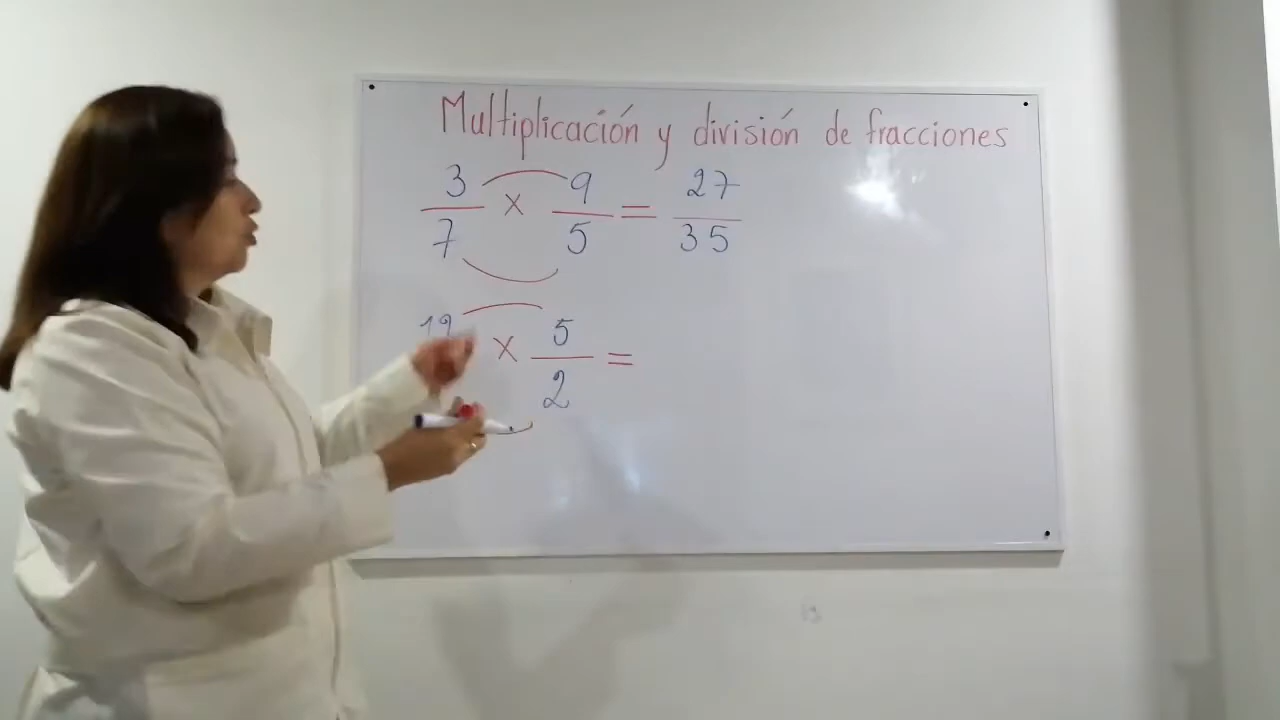 Multiplicación y división de fracciones
3/7 x 9/5 = 27/35
x 5/2 =